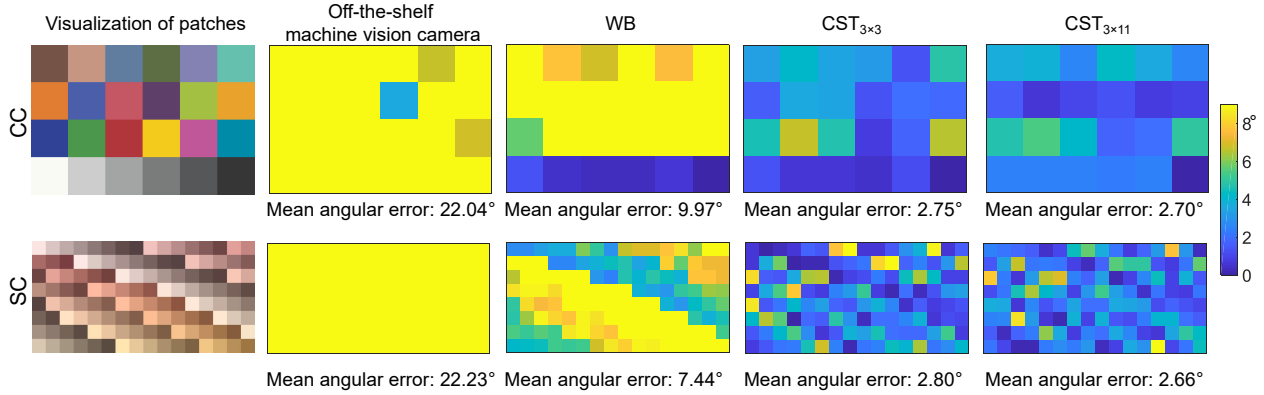 Visualization of patches
Off-the-shelf
machine vision camera
WB
CST3×3
CST3×11
CC
8°
6
4
2
0
Mean angular error: 22.04°
Mean angular error: 9.97°
Mean angular error: 2.75°
Mean angular error: 2.70°
SC
Mean angular error: 22.23°
Mean angular error: 7.44°
Mean angular error: 2.80°
Mean angular error: 2.66°